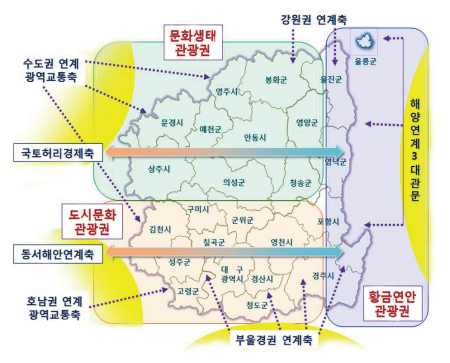 강원권 연계축
문화생태
관광권
수도권 연계
광역교통축
봉화군
울진군
울릉군
영주시
문경시
예천군
안동시
영양군
해양연계3대관문
국토허리경제축
영덕군
상주시
의성군
청송군
도시문화
관광권
구미시
군위군
포항시
김천시
칠곡군
영천시
동서해안연계축
성주군
대 구
광역시
경산시
경주시
고령군
청도군
호남권 연계
광역교통축
황금연안
관광권
부울경권 연계축